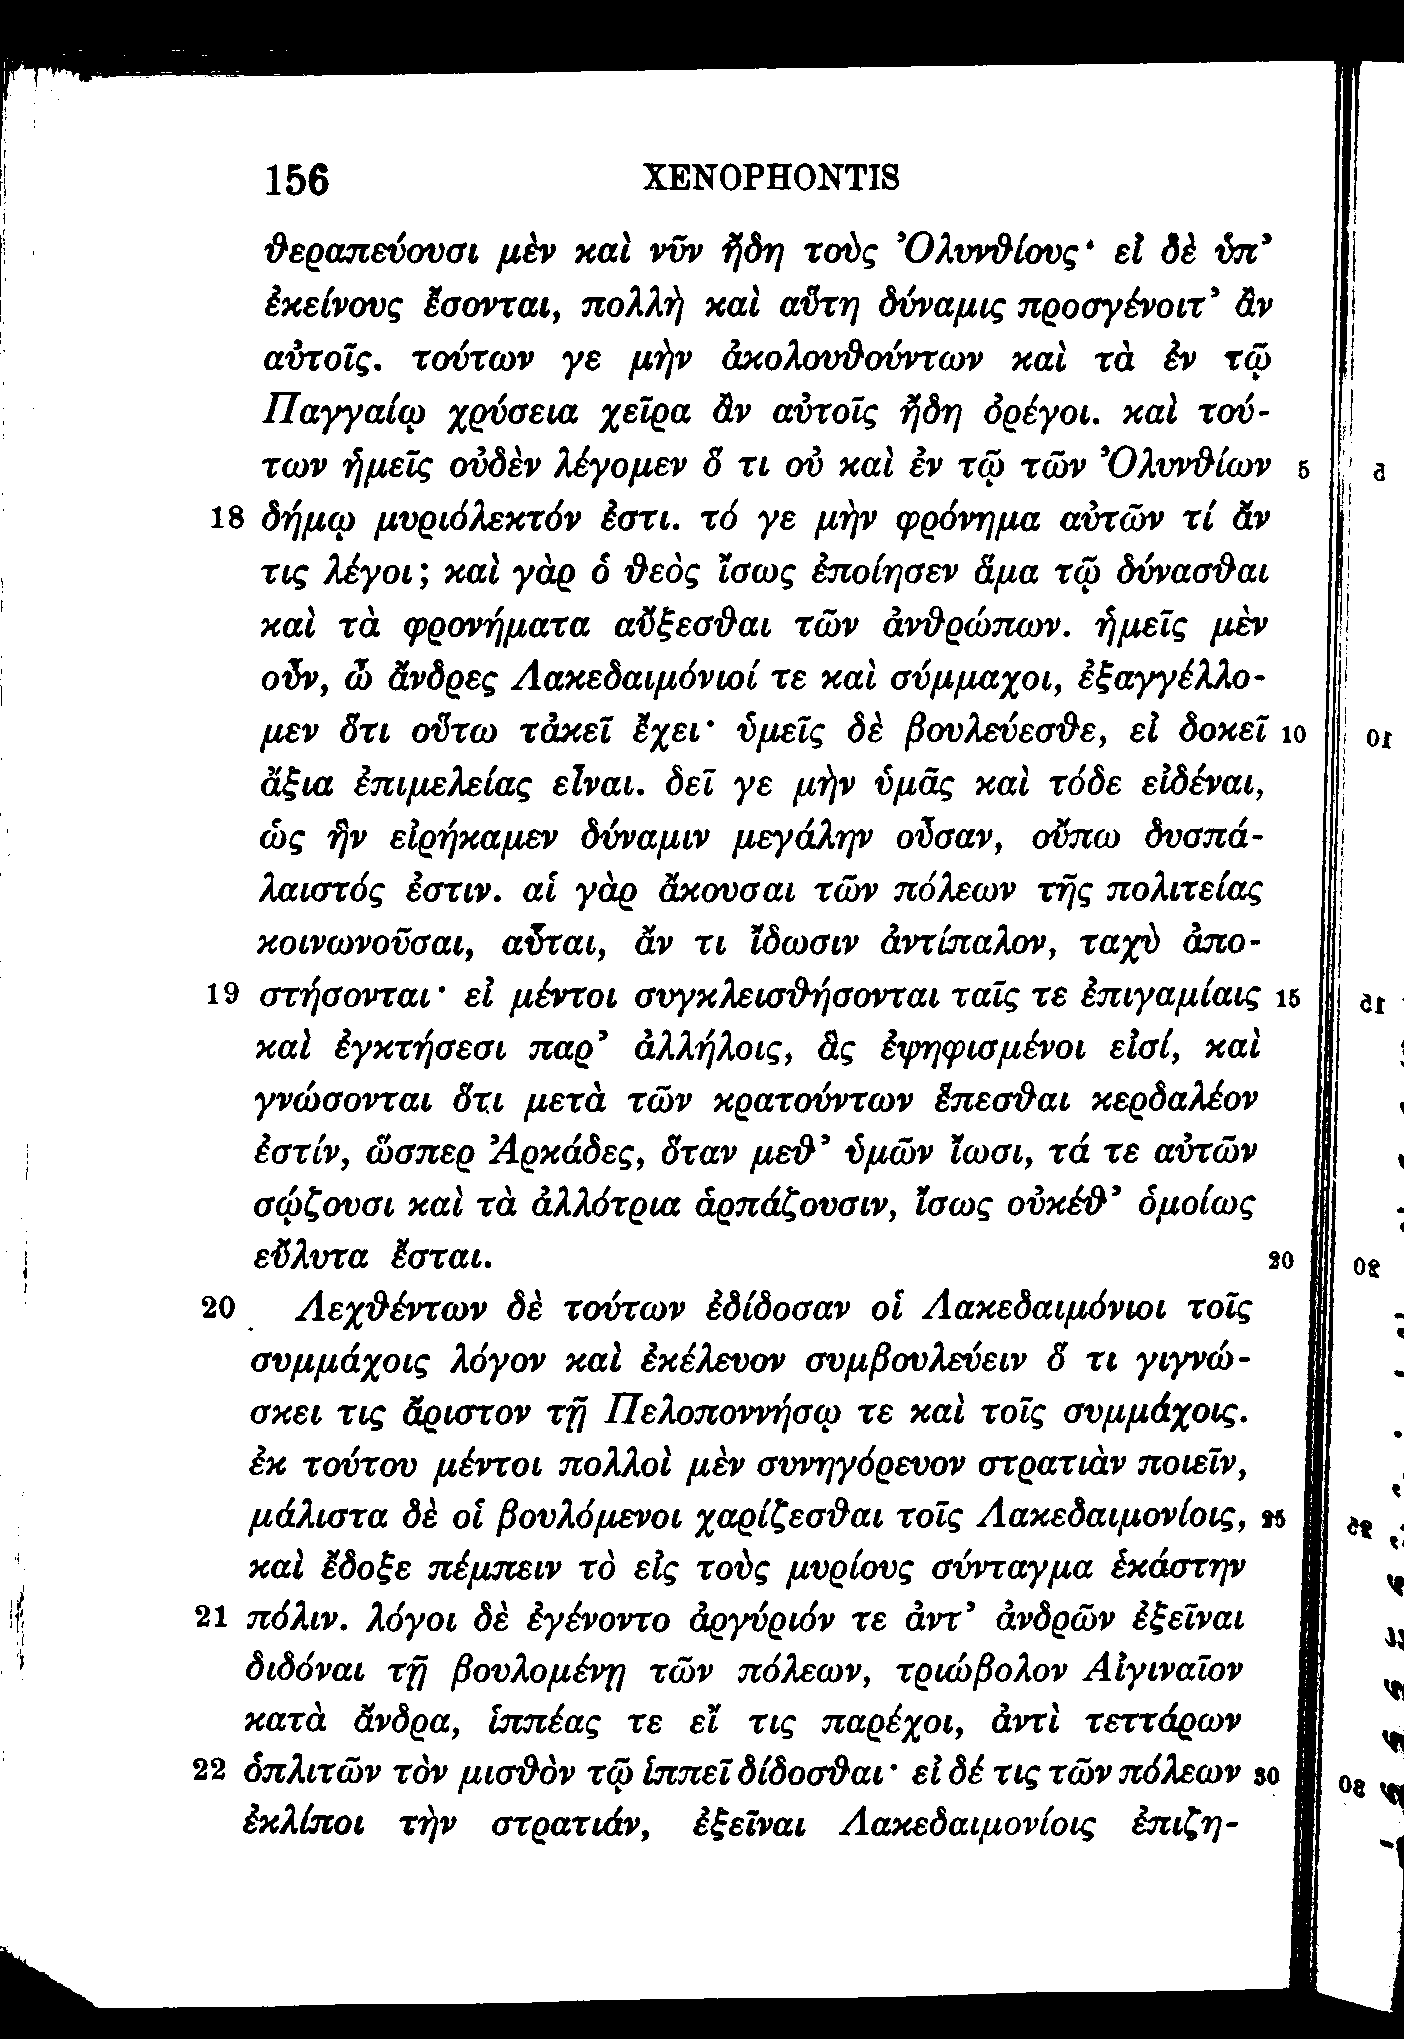 156 XENOPHONTIS
θεραπεύουσι μὲν καὶ νῦν ἤδη τοὺς Ὀλυνθίους· εἰ δὲ ὑπ’
ἐκείνους ἔσονται, πολλὴ καὶ αὕτη δύναμις προσγένοιτ’ ἂν
αὐτοῖς. τούτων γε μὴν ἀκολουθούντων καὶ τὰ ἐν τῷ
Παγγαίῳ χρύσεια χεῖρα ἂν αὐτοῖς ἤδη ὀρέγοι. καὶ τού-
των ἡμεῖς οὐδὲν λέγομεν ὅ τι οὐ καὶ ἐν τῷ τῶν Ὀλυνθίων 5
18 δήμῳ μυριόλεκτόν ἐστι. τό γε μὴν φρόνημα αὐτῶν τί ἄν
τις λέγοι; καὶ γὰρ ὁ θεὸς ἴσως ἐποίησεν ἅμα τῷ δύνασθαι
καὶ τὰ φρονήματα αὔξεσθαι τῶν ἀνθρώπων. ἡμεῖς μὲν
οὖν, ὦ ἄνδρες Λακεδαιμόνιοί τε καὶ σύμμαχοι, ἐξαγγέλλο-
μεν ὅτι οὕτω τἀκεῖ ἔχει· ὑμεῖς δὲ βουλεύεσθε, εἰ δοκεῖ 10
ἄξια ἐπιμελείας εἶναι. δεῖ γε μὴν ὑμᾶς καὶ τόδε εἰδέναι,
ὡς ἣν εἰρήκαμεν δύναμιν μεγάλην οὖσαν, οὔπω δυσπά-
λαιστός ἐστιν. αἱ γὰρ ἄκουσαι τῶν πόλεων τῆς πολιτείας
κοινωνοῦσαι, αὗται, ἄν τι ἴδωσιν ἀντίπαλον, ταχὺ ἀπο-
19 στήσονται· εἰ μέντοι συγκλεισθήσονται ταῖς τε ἐπιγαμίαις 15
καὶ ἐγκτήσεσι παρ’ ἀλλήλοις, ἃς ἐψηφισμένοι εἰσί, καὶ
γνώσονται ὅτι μετὰ τῶν κρατούντων ἕπεσθαι κερδαλέον
ἐστίν, ὥσπερ Ἀρκάδες, ὅταν μεθ’ ὑμῶν ἴωσι, τά τε αὑτῶν
σῴζουσι καὶ τὰ ἀλλότρια ἁρπάζουσιν, ἴσως οὐκέθ’ ὁμοίως
εὔλυτα ἔσται. 20
20 Λεχθέντων δὲ τούτων ἐδίδοσαν οἱ Λακεδαιμόνιοι τοῖς
συμμάχοις λόγον καὶ ἐκέλευον συμβουλεύειν ὅ τι γιγνώ-
σκει τις ἄριστον τῇ Πελοποννήσῳ τε καὶ τοῖς συμμάχοις.
ἐκ τούτου μέντοι πολλοὶ μὲν συνηγόρευον στρατιὰν ποιεῖν,
μάλιστα δὲ οἱ βουλόμενοι χαρίζεσθαι τοῖς Λακεδαιμονίοις, 25
καὶ ἔδοξε πέμπειν τὸ εἰς τοὺς μυρίους σύνταγμα ἑκάστην
21 πόλιν. λόγοι δὲ ἐγένοντο ἀργύριόν τε ἀντ’ ἀνδρῶν ἐξεῖναι
διδόναι τῇ βουλομένῃ τῶν πόλεων, τριώβολον Αἰγιναῖον
κατὰ ἄνδρα, ἱππέας τε εἴ τις παρέχοι, ἀντὶ τεττάρων
22 ὁπλιτῶν τὸν μισθὸν τῷ ἱππεῖ δίδοσθαι· εἰ δέ τις τῶν πόλεων 30
ἐκλίποι τὴν στρατιάν, ἐξεῖναι Λακεδαιμονίοις ἐπιζη-